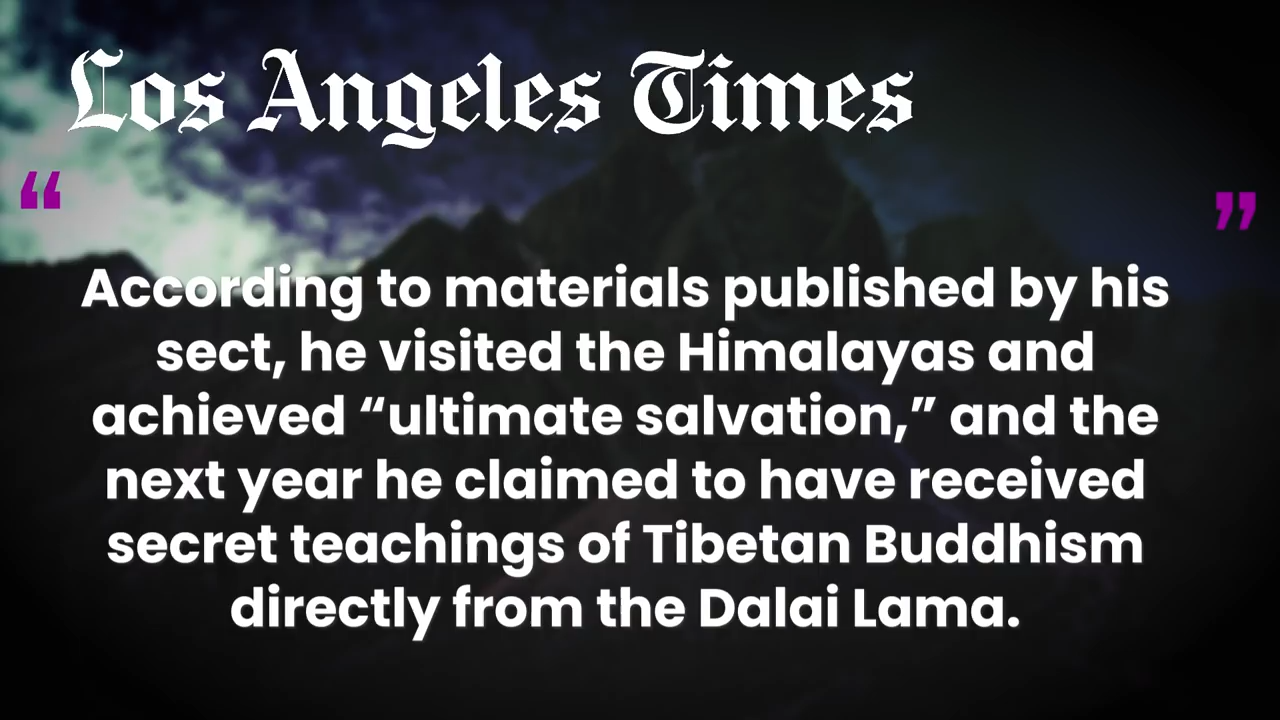 Los Angeles Times
“ ”
According to materials published by his
sect, he visited the Himalayas and
achieved “ultimate salvation,” and the
next year he claimed to have received
secret teachings of Tibetan Buddhism
directly from the Dalai Lama.